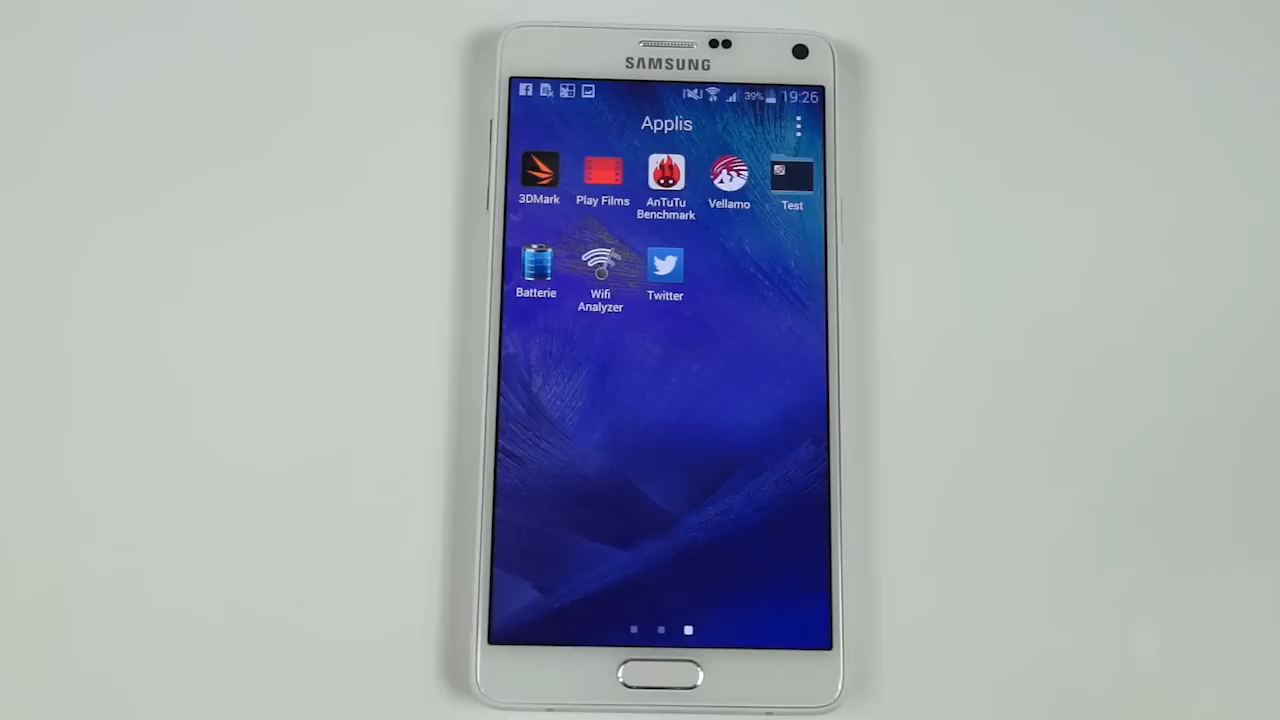 SAMSUNG
39% 19:26
Applis
3DMark
Play Films
AnTuTu
Benchmark
Vellamo
Test
Batterie
Wifi
Analyzer
Twitter